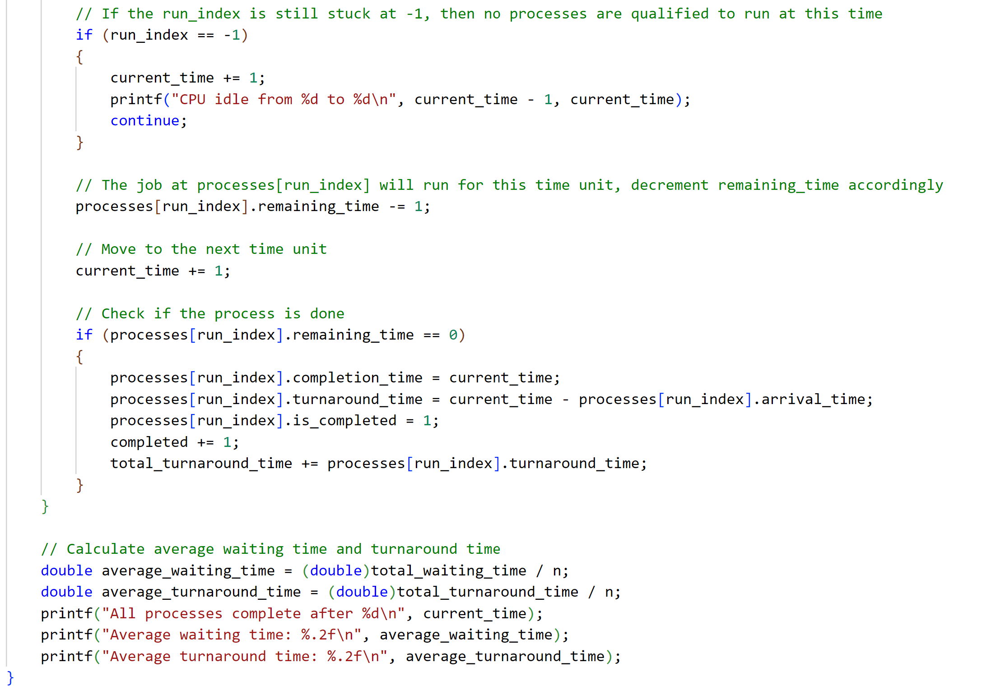 // If the run_index is still stuck at -1, then no processes are qualified to run at this time
if (run_index == -1)
{
current_time += 1;
printf("CPU idle from %d to %d\n", current_time - 1, current_time);
continue;
}
// The job at processes[run_index] will run for this time unit, decrement remaining_time accordingly
processes[run_index].remaining_time -= 1;
// Move to the next time unit
current_time += 1;
// Check if the process is done
if (processes[run_index].remaining_time == 0)
{
processes[run_index].completion_time = current_time;
processes[run_index].turnaround_time = current_time - processes[run_index].arrival_time;
processes[run_index].is_completed = 1;
completed += 1;
total_turnaround_time += processes[run_index].turnaround_time;
}
}
// Calculate average waiting time and turnaround time
double average_waiting_time = (double)total_waiting_time / n;
double average_turnaround_time = (double)total_turnaround_time / n;
printf("All processes complete after %d\n", current_time);
printf("Average waiting time: %.2f\n", average_waiting_time);
printf("Average turnaround time: %.2f\n", average_turnaround_time);
}